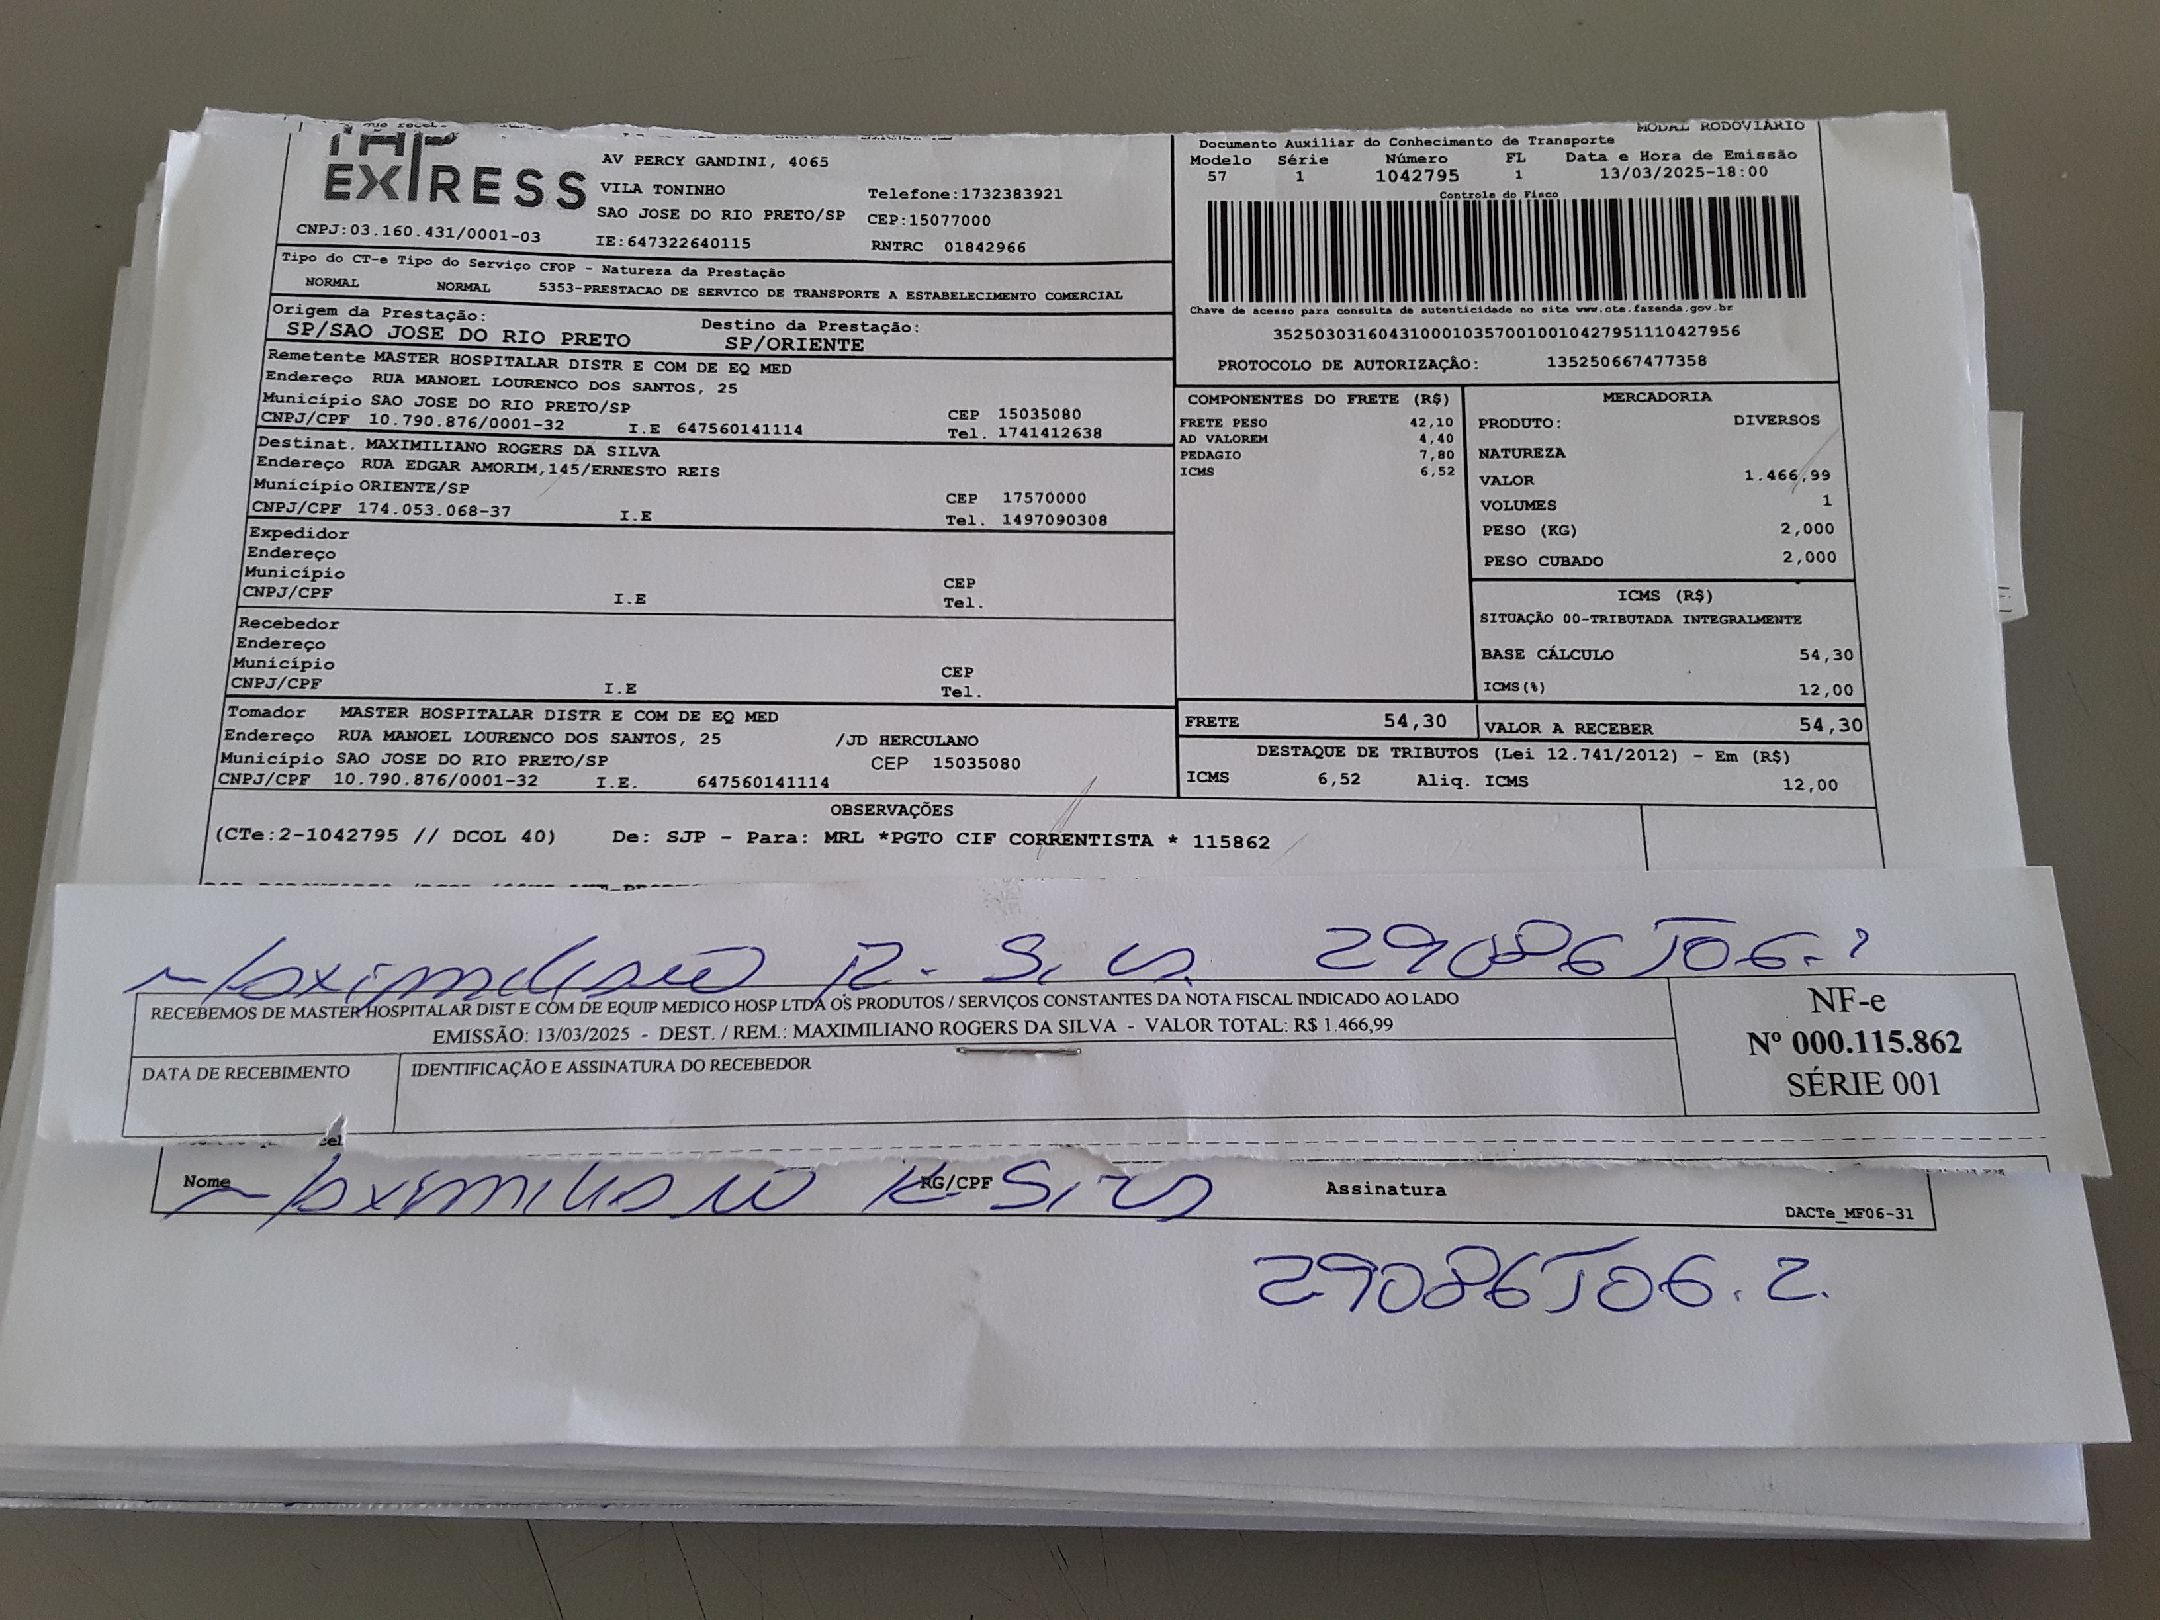 MODAL RODOVIÁRIO
TAP
EXPRESS
AV PERCY GANDINI, 4065
VILA TONINHO
Telefone:1732383921
SAO JOSE DO RIO PRETO/SP CEP:15077000
CNPJ:03.160.431/0001-03 IE:647322640115 RNTRC 01842966
Documento Auxiliar do Conhecimento de Transporte
Modelo Série Número FL Data e Hora de Emissão
57 1 1042795 1 13/03/2025-18:00
Controle do Fisco
Chave de acesso para consulta de autenticidade no site www.cte.fazenda.gov.br
35250303160431000103570010010427951110427956
PROTOCOLO DE AUTORIZAÇÂO: 135250667477358
Tipo do CT-e Tipo do Serviço CFOP - Natureza da Prestação
NORMAL NORMAL 5353-PRESTACAO DE SERVICO DE TRANSPORTE A ESTABELECIMENTO COMERCIAL
Origem da Prestação: Destino da Prestação:
SP/SAO JOSE DO RIO PRETO SP/ORIENTE
Remetente MASTER HOSPITALAR DISTR E COM DE EQ MED
Endereço RUA MANOEL LOURENCO DOS SANTOS, 25
Município SAO JOSE DO RIO PRETO/SP CEP 15035080
CNPJ/CPF 10.790.876/0001-32 I.E 647560141114 Tel. 1741412638
Destinat. MAXIMILIANO ROGERS DA SILVA
Endereço RUA EDGAR AMORIM,145/ERNESTO REIS
Município ORIENTE/SP CEP 17570000
CNPJ/CPF 174.053.068-37 I.E Tel. 1497090308
Expedidor
Endereço
Município CEP
CNPJ/CPF I.E Tel.
Recebedor
Endereço
Município CEP
CNPJ/CPF I.E Tel.
Tomador MASTER HOSPITALAR DISTR E COM DE EQ MED
Endereço RUA MANOEL LOURENCO DOS SANTOS, 25 /JD HERCULANO
Município SAO JOSE DO RIO PRETO/SP CEP 15035080
CNPJ/CPF 10.790.876/0001-32 I.E. 647560141114
COMPONENTES DO FRETE (R$)
FRETE PESO 42,10
AD VALOREM 4,40
PEDAGIO 7,80
ICMS 6,52
MERCADORIA
PRODUTO: DIVERSOS
NATUREZA
VALOR 1.466,99
VOLUMES 1
PESO (KG) 2,000
PESO CUBADO 2,000
ICMS (R$)
SITUAÇÃO 00-TRIBUTADA INTEGRALMENTE
BASE CÁLCULO 54,30
ICMS(%) 12,00
FRETE 54,30 VALOR A RECEBER 54,30
DESTAQUE DE TRIBUTOS (Lei 12.741/2012) - Em (R$)
ICMS 6,52 Aliq. ICMS 12,00
OBSERVAÇÕES
(CTe:2-1042795 // DCOL 40) De: SJP - Para: MRL *PGTO CIF CORRENTISTA * 115862
Maximiliano R. Silva 29086706.2
RECEBEMOS DE MASTER HOSPITALAR DIST E COM DE EQUIP MEDICO HOSP LTDA OS PRODUTOS / SERVIÇOS CONSTANTES DA NOTA FISCAL INDICADO AO LADO
EMISSÃO: 13/03/2025 - DEST. / REM.: MAXIMILIANO ROGERS DA SILVA - VALOR TOTAL: R$ 1.466,99
DATA DE RECEBIMENTO IDENTIFICAÇÃO E ASSINATURA DO RECEBEDOR
NF-e
Nº 000.115.862
SÉRIE 001
Nome Maximiliano R Silva RG/CPF Assinatura
DACTe_MF06-31
29086706.2.